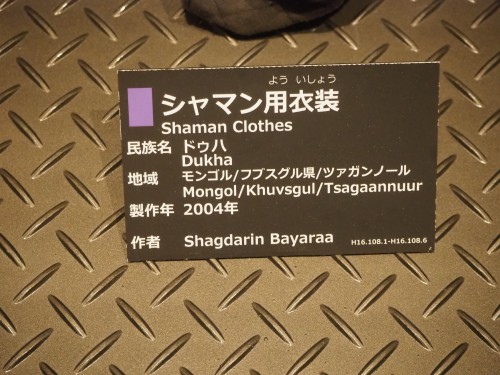 よう いしょう
シャマン用衣装
Shaman Clothes
民族名 ドゥハ
Dukha
地域 モンゴル/フブスグル県/ツァガンノール
Mongol/Khuvsgul/Tsagaannuur
製作年 2004年
作者 Shagdarin Bayaraa
H16.108.1-H16.108.6